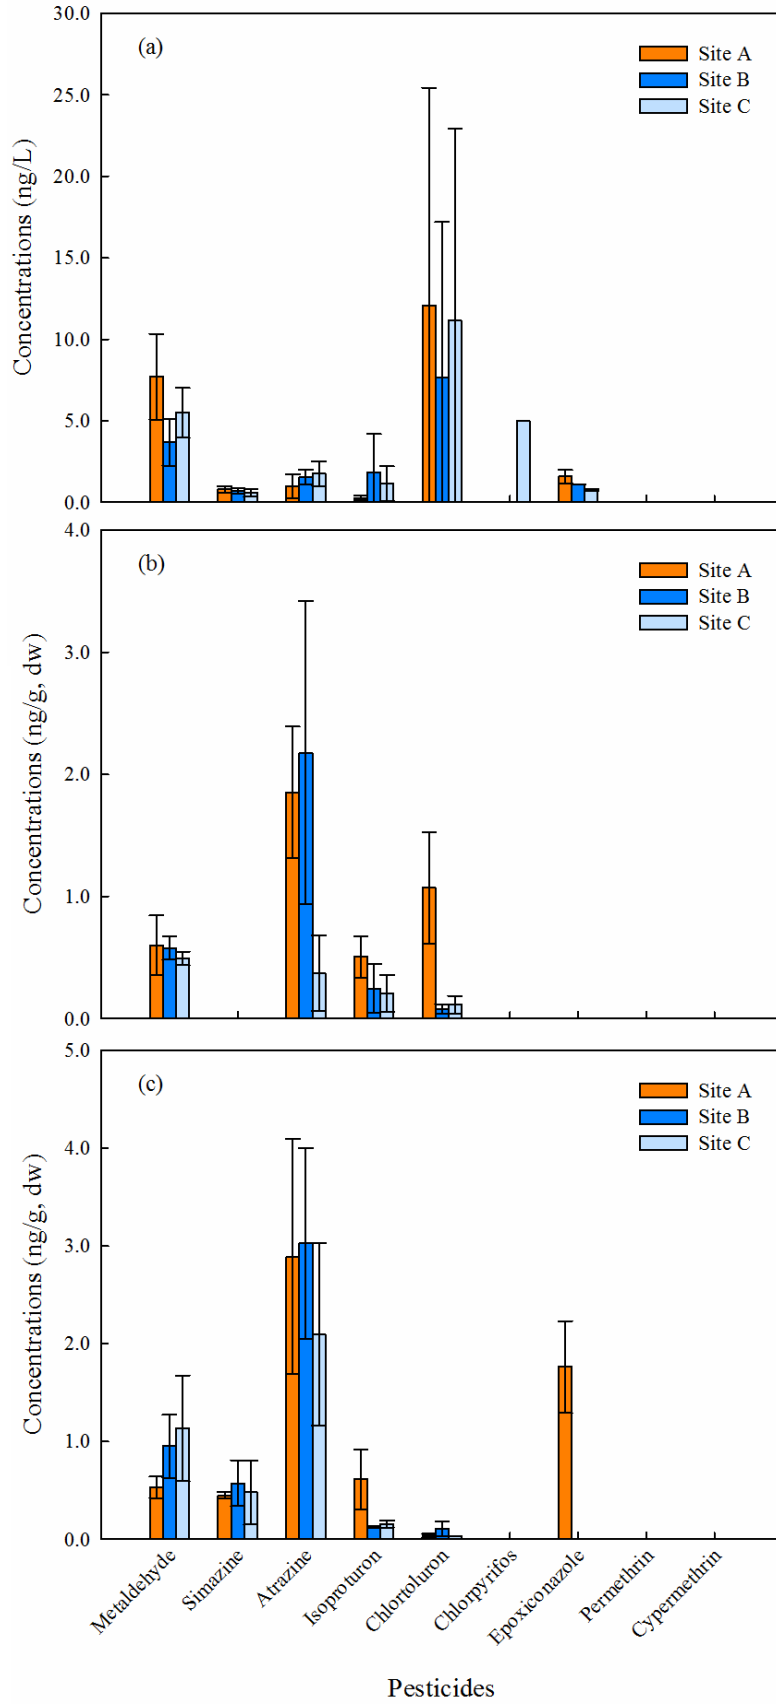 30.0
(a)
Site A
Site B
Site C
25.0
20.0
15.0
10.0
5.0
0.0
Concentrations (ng/L)
4.0
(b)
Site A
Site B
Site C
3.0
2.0
1.0
0.0
Concentrations (ng/g, dw)
5.0
(c)
Site A
Site B
Site C
4.0
3.0
2.0
1.0
0.0
Concentrations (ng/g, dw)
Metaldehyde
Simazine
Atrazine
Isoproturon
Chlortoluron
Chlorpyrifos
Epoxiconazole
Permethrin
Cypermethrin
Pesticides